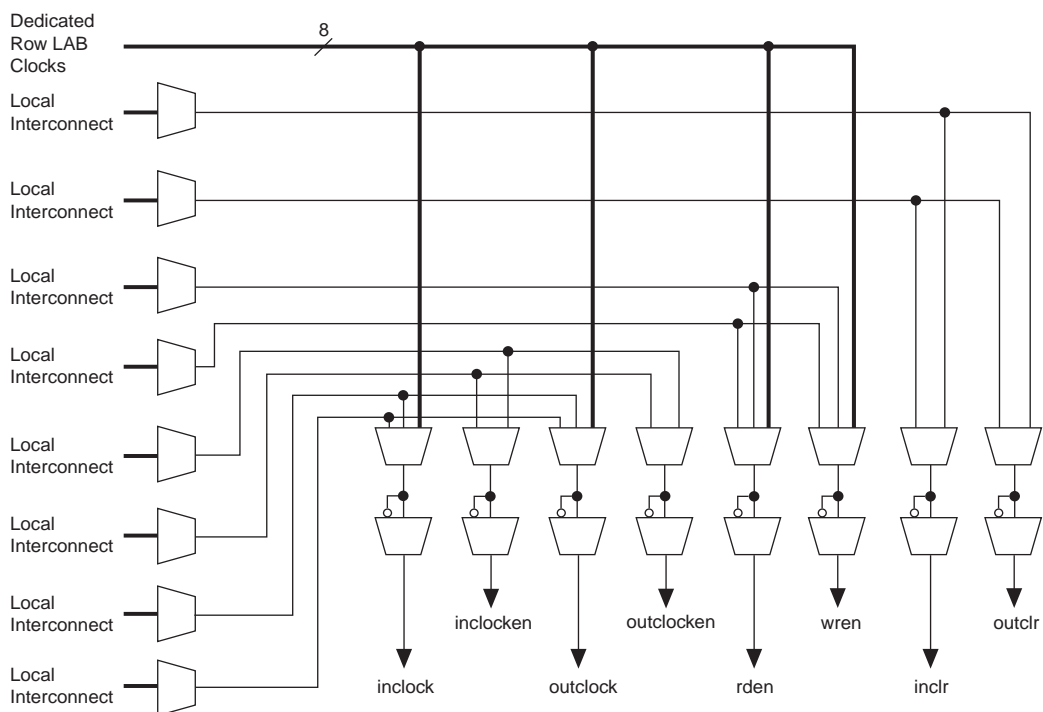 Dedicated
Row LAB
Clocks
8
Local
Interconnect
Local
Interconnect
Local
Interconnect
Local
Interconnect
Local
Interconnect
Local
Interconnect
Local
Interconnect
Local
Interconnect
inclocken
outclocken
wren
outclr
inclock
outclock
rden
inclr